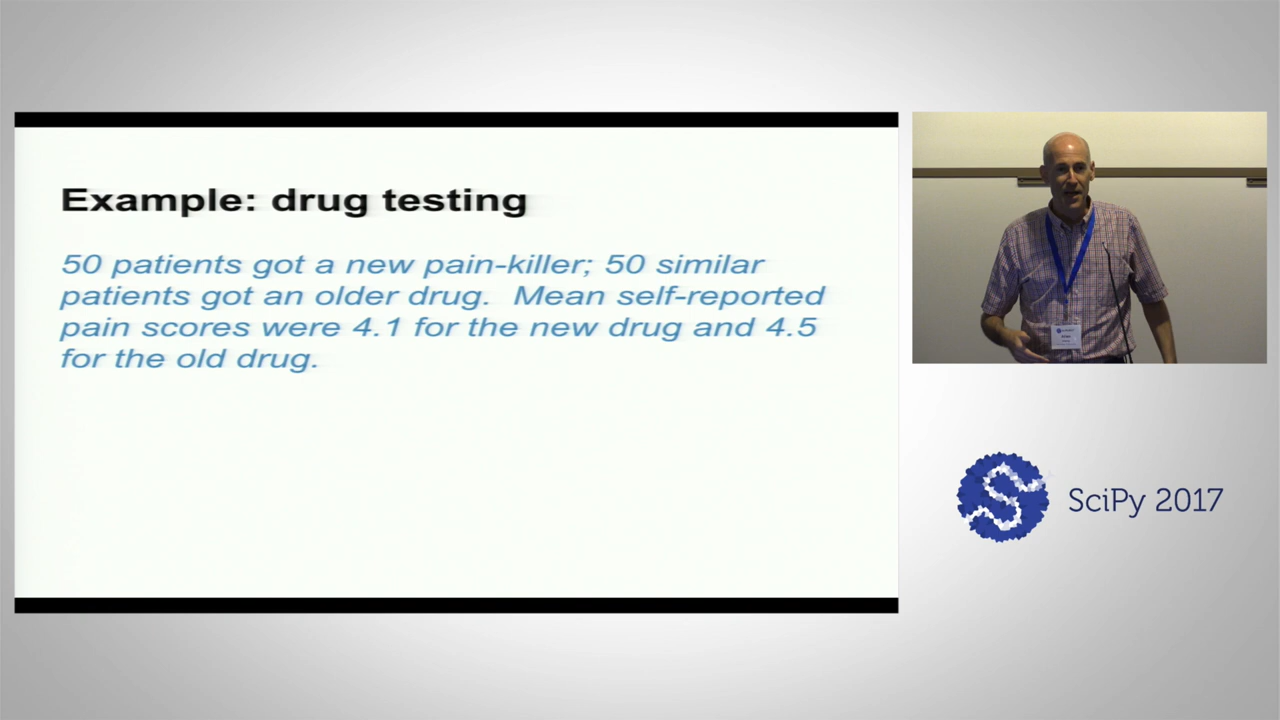 Example: drug testing
50 patients got a new pain-killer; 50 similar
patients got an older drug.  Mean self-reported
pain scores were 4.1 for the new drug and 4.5
for the old drug.
SciPy 2017